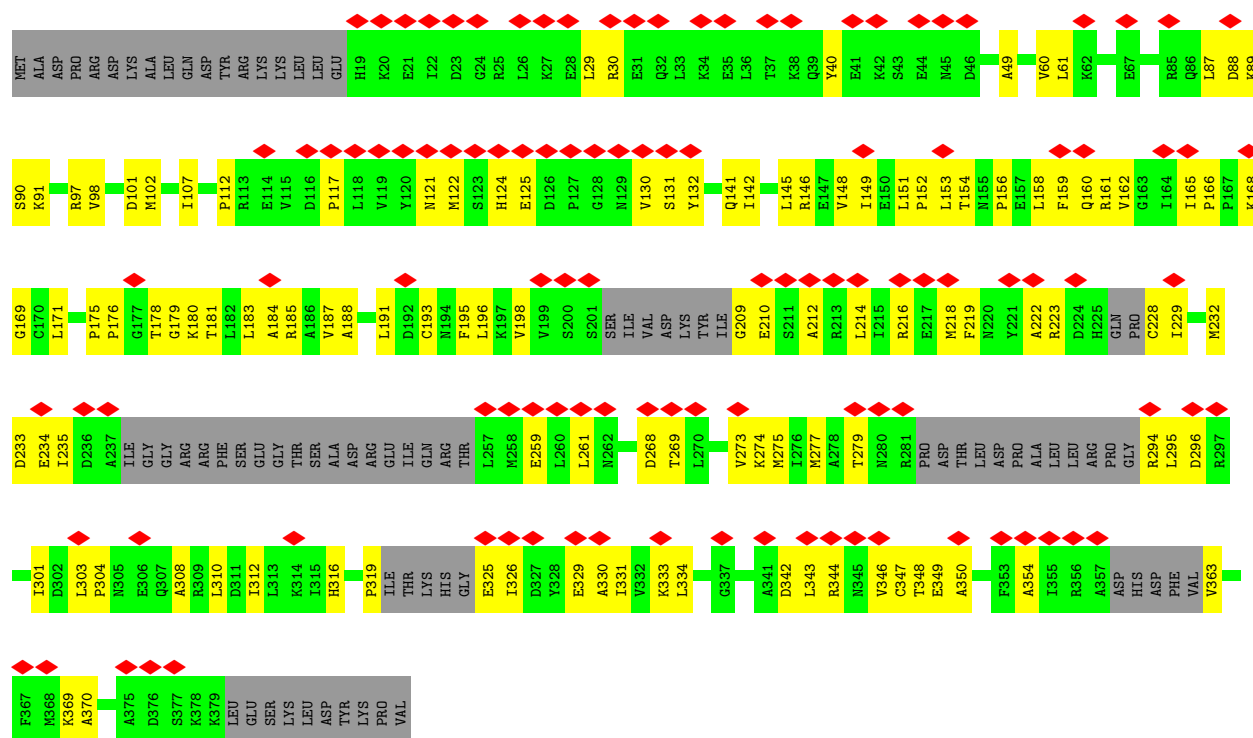 MET ALA ASP PRO ARG ASP LYS ALA LEU GLN ASP TYR ARG LYS LYS LEU LEU GLU H19 K20 E21 I22 D23 G24 R25 L26 K27 E28 L29 R30 E31 Q32 L33 K34 E35 L36 T37 K38 Q39 Y40 E41 K42 S43 E44 N45 D46 A49 V60 L61 K62 E67 R85 Q86 L87 D88 K89
S90 K91 R97 V98 D101 M102 I107 P112 R113 E114 V115 D116 P117 L118 V119 Y120 N121 M122 S123 H124 E125 D126 P127 G128 N129 V130 S131 Y132 Q141 I142 L145 R146 E147 V148 I149 E150 L151 P152 L153 T154 N155 P156 E157 L158 F159 Q160 R161 V162 G163 I164 I165 P166 P167 K168
G169 C170 L171 P175 P176 G177 T178 G179 K180 T181 L182 L183 A184 R185 A186 V187 A188 L191 D192 C193 N194 F195 L196 K197 V198 V199 S200 S201 SER ILE VAL ASP LYS TYR ILE G209 E210 S211 A212 R213 L214 I215 R216 E217 M218 F219 N220 Y221 A222 R223 D224 H225 GLN PRO C228 I229 M232
D233 E234 I235 D236 A237 ILE GLY GLY ARG ARG PHE SER GLU GLY THR SER ALA ASP ARG GLU ILE GLN ARG THR L257 M258 E259 L260 L261 N262 D268 T269 L270 V273 K274 M275 I276 M277 A278 T279 N280 R281 PRO ASP THR LEU ASP PRO ALA LEU LEU ARG PRO GLY R294 L295 D296 R297
I301 D302 L303 P304 N305 E306 Q307 A308 R309 L310 D311 I312 L313 K314 I315 H316 P319 ILE THR LYS HIS GLY E325 I326 D327 Y328 E329 A330 I331 V332 K333 L334 G337 A341 D342 L343 R344 N345 V346 C347 T348 E349 A350 F353 A354 I355 R356 A357 ASP HIS ASP PHE VAL V363
F367 M368 K369 A370 A375 D376 S377 K378 K379 LEU GLU SER LYS LEU ASP TYR LYS PRO VAL